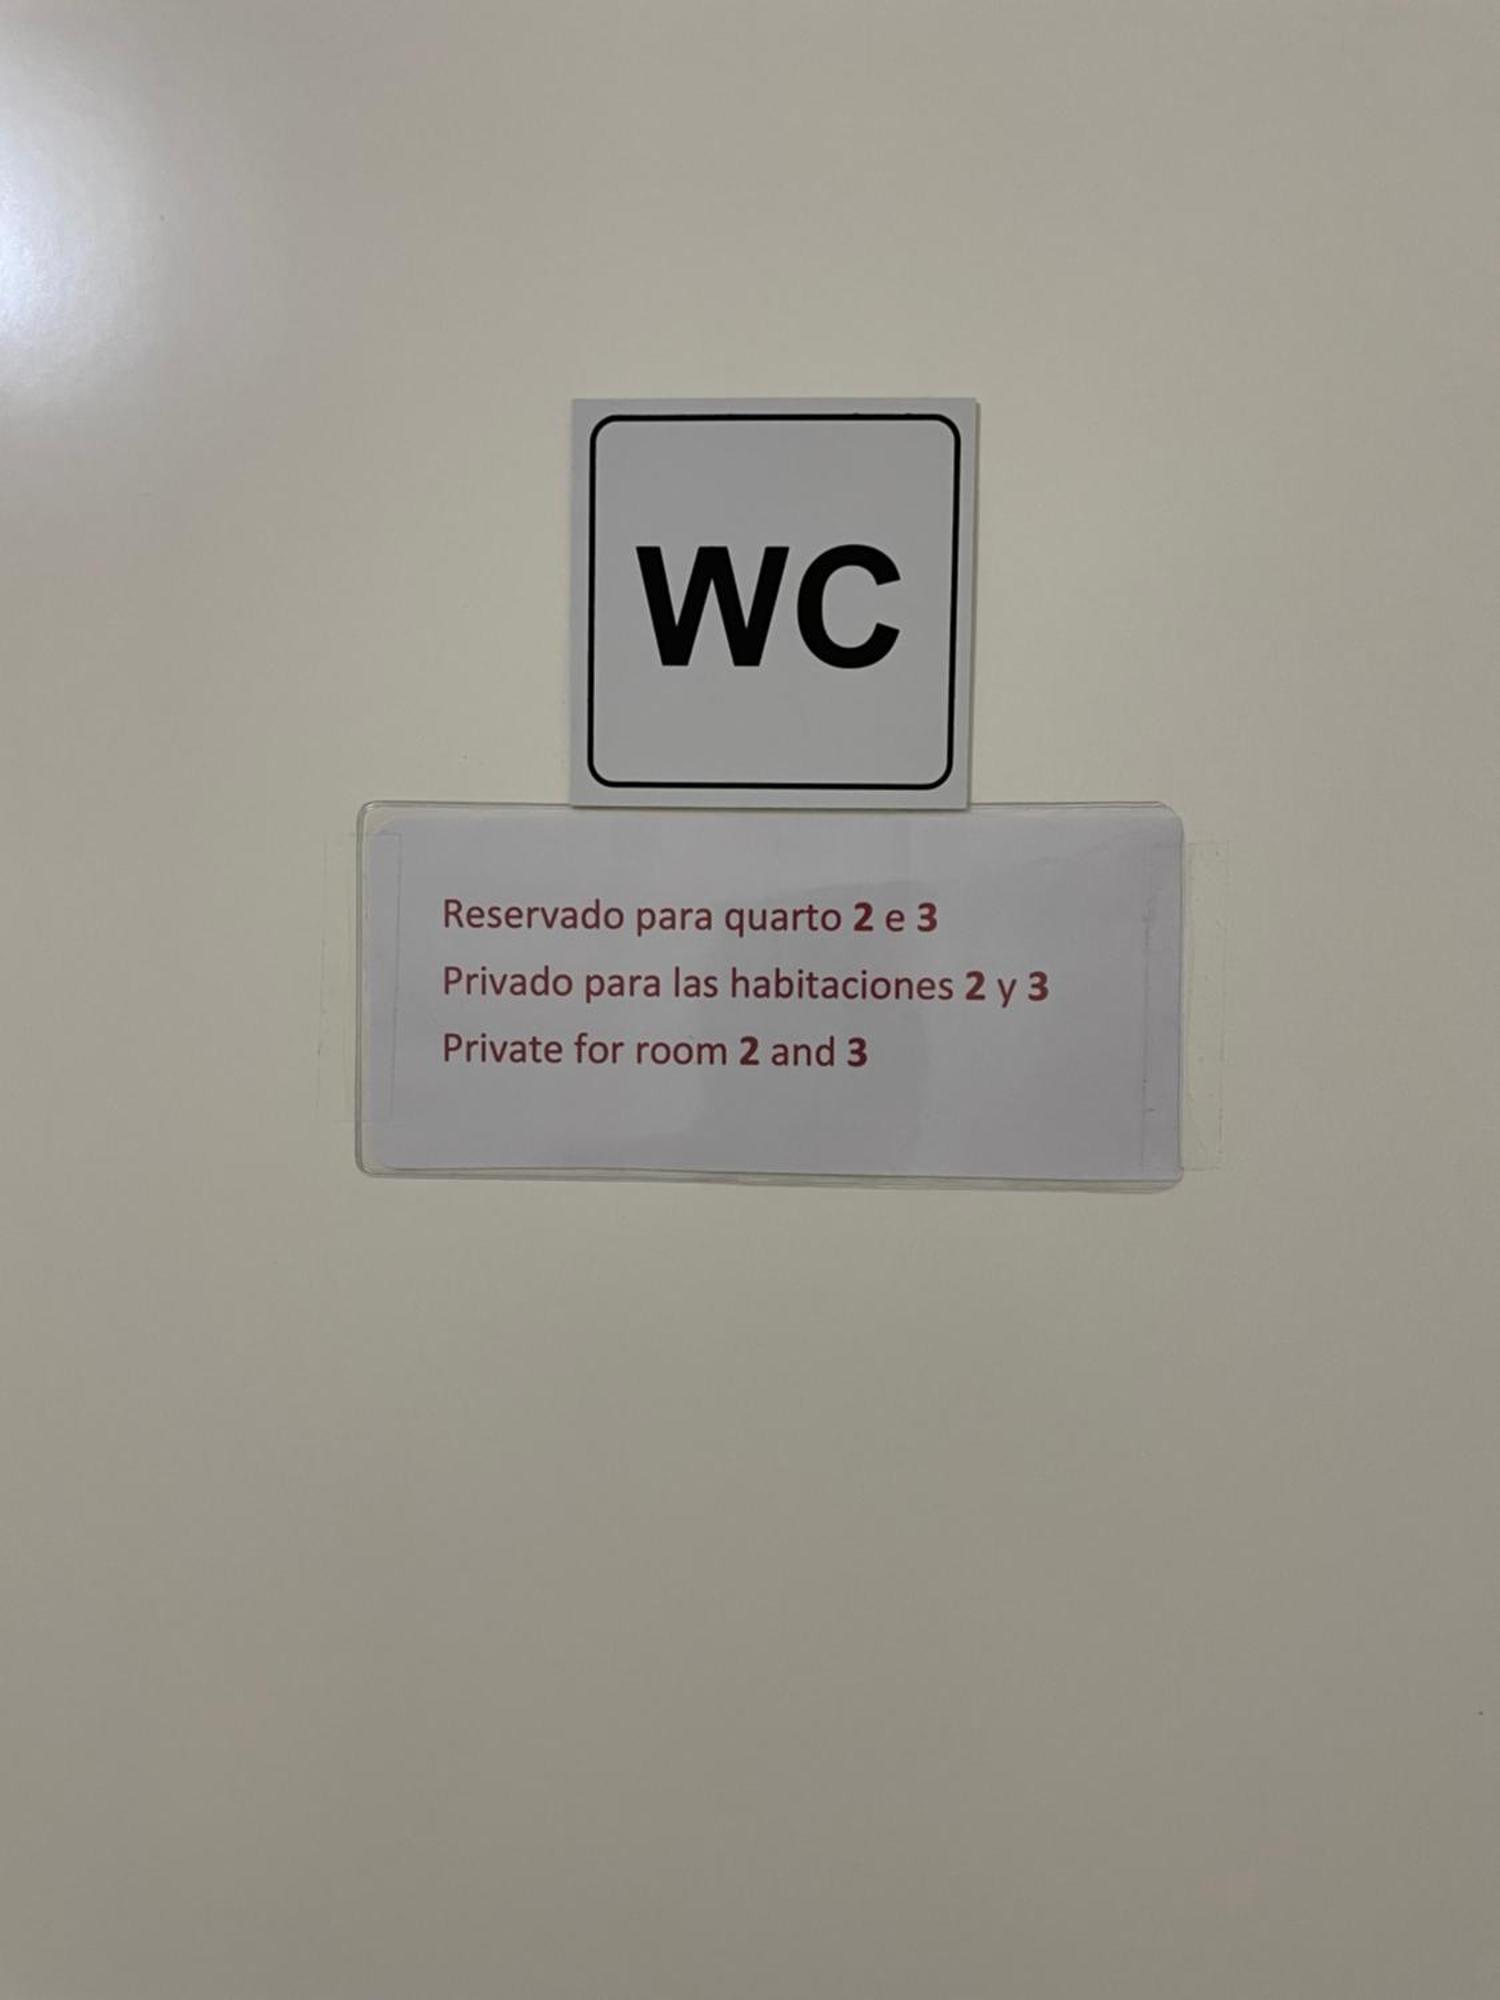 WC
Reservado para quarto 2 e 3
Privado para las habitaciones 2 y 3
Private for room 2 and 3